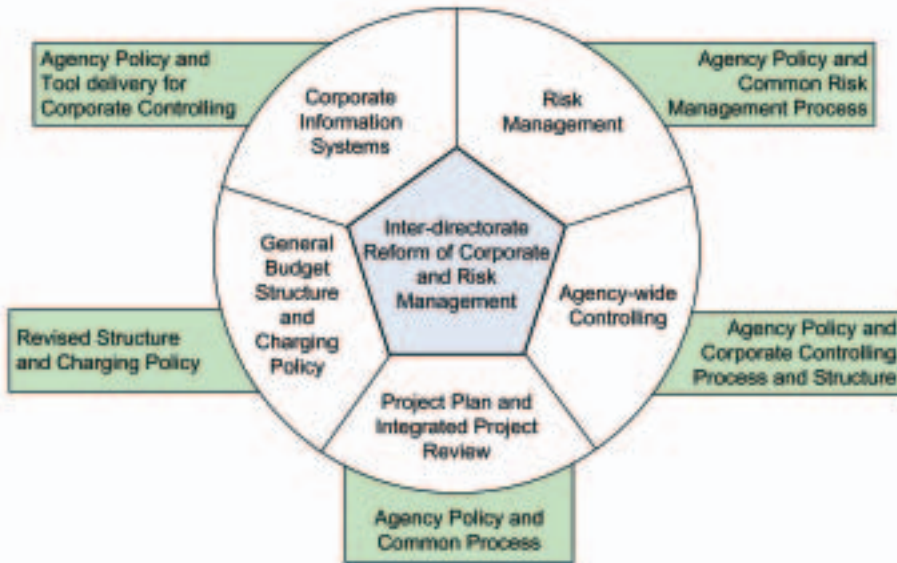 Agency Policy and
Tool delivery for
Corporate Controlling
Corporate
Information
Systems
Risk
Management
Agency Policy and
Common Risk
Management Process
Inter-directorate
Reform of Corporate
and Risk
Management
General
Budget
Structure
and
Charging
Policy
Agency-wide
Controlling
Revised Structure
and Charging Policy
Agency Policy and
Corporate Controlling
Process and Structure
Project Plan and
Integrated Project
Review
Agency Policy and
Common Process